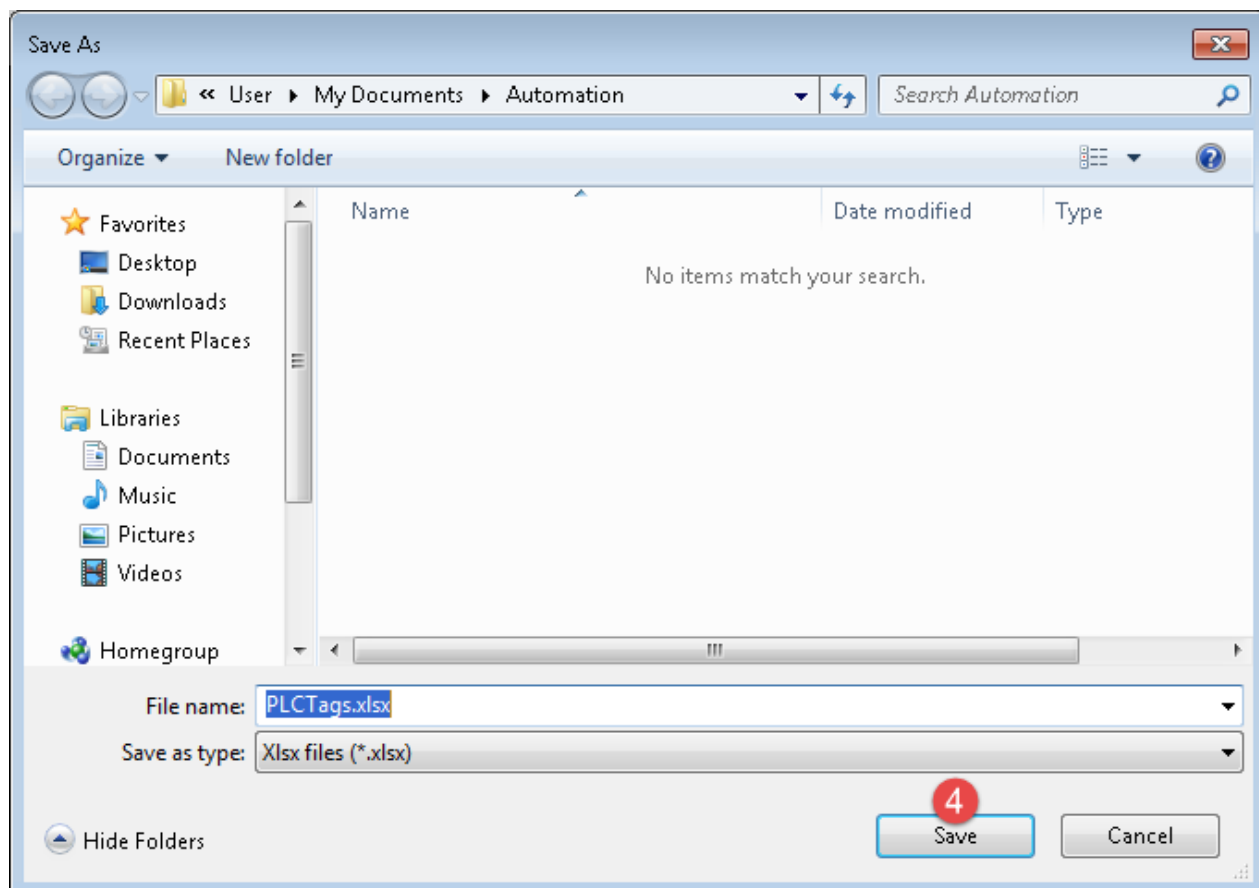 Save As
« User ▸ My Documents ▸ Automation
Search Automation
Organize ▾ New folder
Name Date modified Type
No items match your search.
Favorites
Desktop
Downloads
Recent Places
Libraries
Documents
Music
Pictures
Videos
Homegroup
File name: PLCTags.xlsx
Save as type: Xlsx files (*.xlsx)
4
Hide Folders
Save Cancel